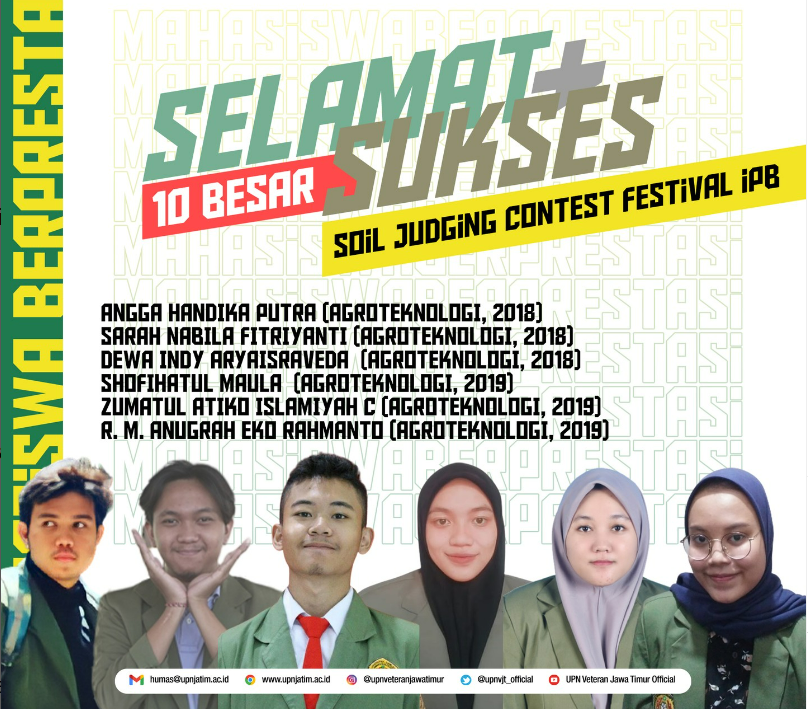 MAHASiSWA BERPRESTASI
SELAMAT+
SUKSES
10 BESAR
SOiL JUDGiNG CONTEST FESTiVAL iPB
ANGGA HANDIKA PUTRA (AGROTEKNOLOGI, 2018)
SARAH NABILA FITRIYANTI (AGROTEKNOLOGI, 2018)
DEWA INDY ARYAISRAVEDA (AGROTEKNOLOGI, 2018)
SHOFIHATUL MAULA (AGROTEKNOLOGI, 2019)
ZUMATUL ATIKO ISLAMIYAH C (AGROTEKNOLOGI, 2019)
R. M. ANUGRAH EKO RAHMANTO (AGROTEKNOLOGI, 2019)
iSWA BERPRESTA
humas@upnjatim.ac.id www.upnjatim.ac.id @upnveteranjawatimur @upnvjt_official UPN Veteran Jawa Timur Official